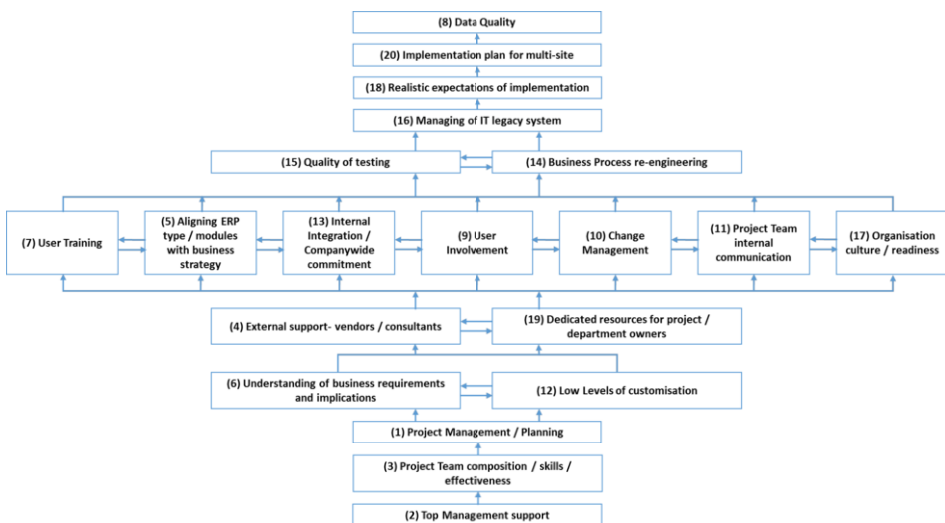 (8) Data Quality
(20) Implementation plan for multi-site
(18) Realistic expectations of implementation
(16) Managing of IT legacy system
(15) Quality of testing
(14) Business Process re-engineering
(7) User Training
(5) Aligning ERP
type / modules
with business
strategy
(13) Internal
Integration /
Companywide
commitment
(9) User
Involvement
(10) Change
Management
(11) Project Team
internal
communication
(17) Organisation
culture / readiness
(4) External support- vendors / consultants
(19) Dedicated resources for project /
department owners
(6) Understanding of business requirements
and implications
(12) Low Levels of customisation
(1) Project Management / Planning
(3) Project Team composition / skills /
effectiveness
(2) Top Management support